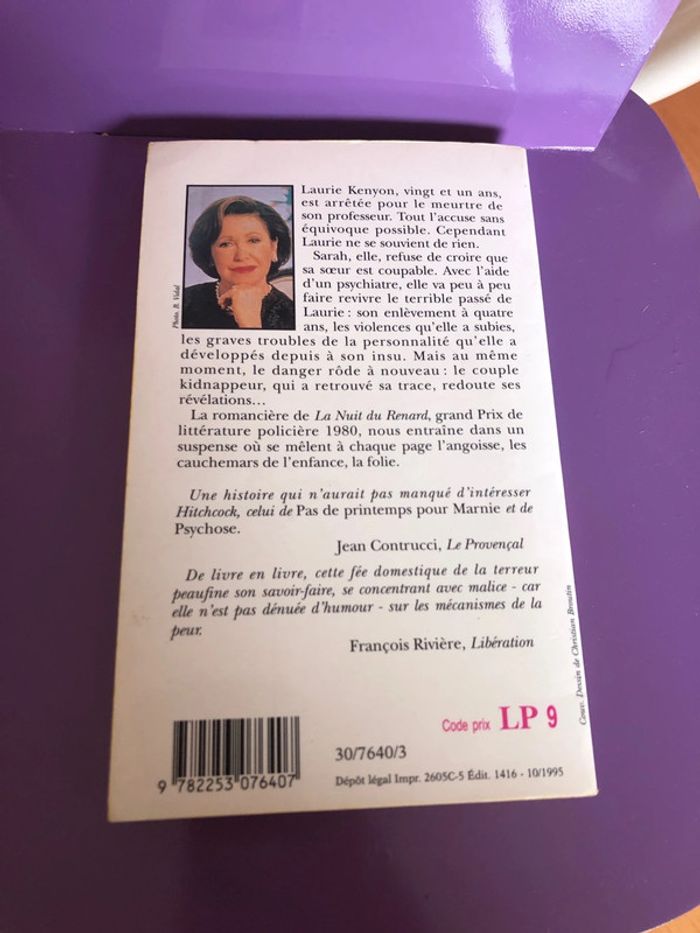 Laurie Kenyon, vingt et un ans,
est arrêtée pour le meurtre de
son professeur. Tout l'accuse sans
équivoque possible. Cependant
Laurie ne se souvient de rien.
Sarah, elle, refuse de croire que
sa sœur est coupable. Avec l'aide
d'un psychiatre, elle va peu à peu
faire revivre le terrible passé de
Laurie : son enlèvement à quatre
ans, les violences qu'elle a subies,
les graves troubles de la personnalité qu'elle a
développés depuis à son insu. Mais au même
moment, le danger rôde à nouveau : le couple
kidnappeur, qui a retrouvé sa trace, redoute ses
révélations...
La romancière de La Nuit du Renard, grand Prix de
littérature policière 1980, nous entraîne dans un
suspense où se mêlent à chaque page l'angoisse, les
cauchemars de l'enfance, la folie.
Photo. B. Vidal
Une histoire qui n'aurait pas manqué d'intéresser
Hitchcock, celui de Pas de printemps pour Marnie et de
Psychose.
Jean Contrucci, Le Provençal
De livre en livre, cette fée domestique de la terreur
peaufine son savoir-faire, se concentrant avec malice - car
elle n'est pas dénuée d'humour - sur les mécanismes de la
peur.
François Rivière, Libération
Couv. Dessin de Christian Broutin
Code prix LP 9
30/7640/3
9 782253 076407
Dépôt légal Impr. 2605C-5 Édit. 1416 - 10/1995